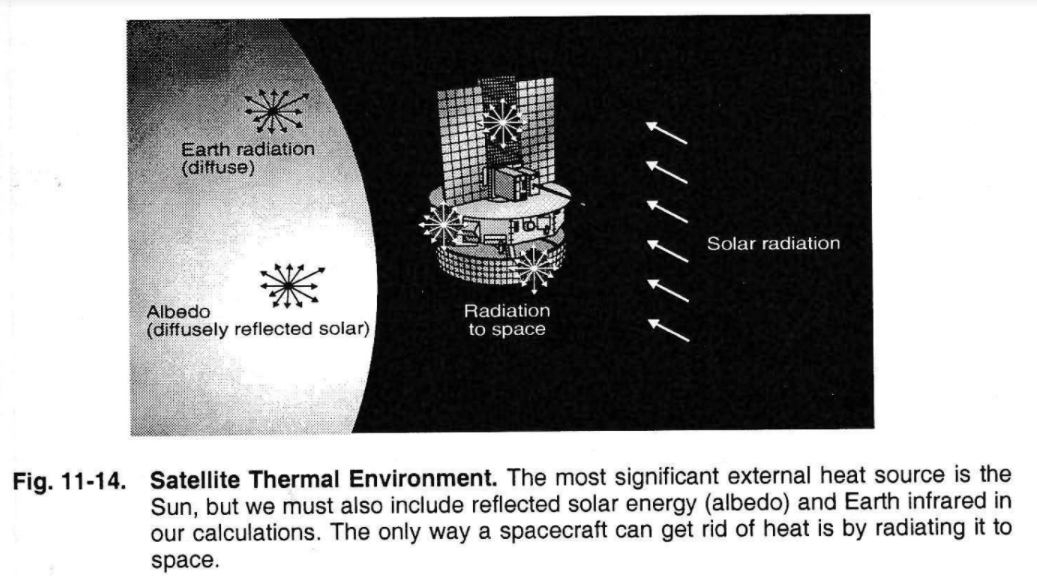 Earth radiation
(diffuse)
Albedo
(diffusely reflected solar)
Radiation
to space
Solar radiation
Fig. 11-14. Satellite Thermal Environment. The most significant external heat source is the
Sun, but we must also include reflected solar energy (albedo) and Earth infrared in
our calculations. The only way a spacecraft can get rid of heat is by radiating it to
space.